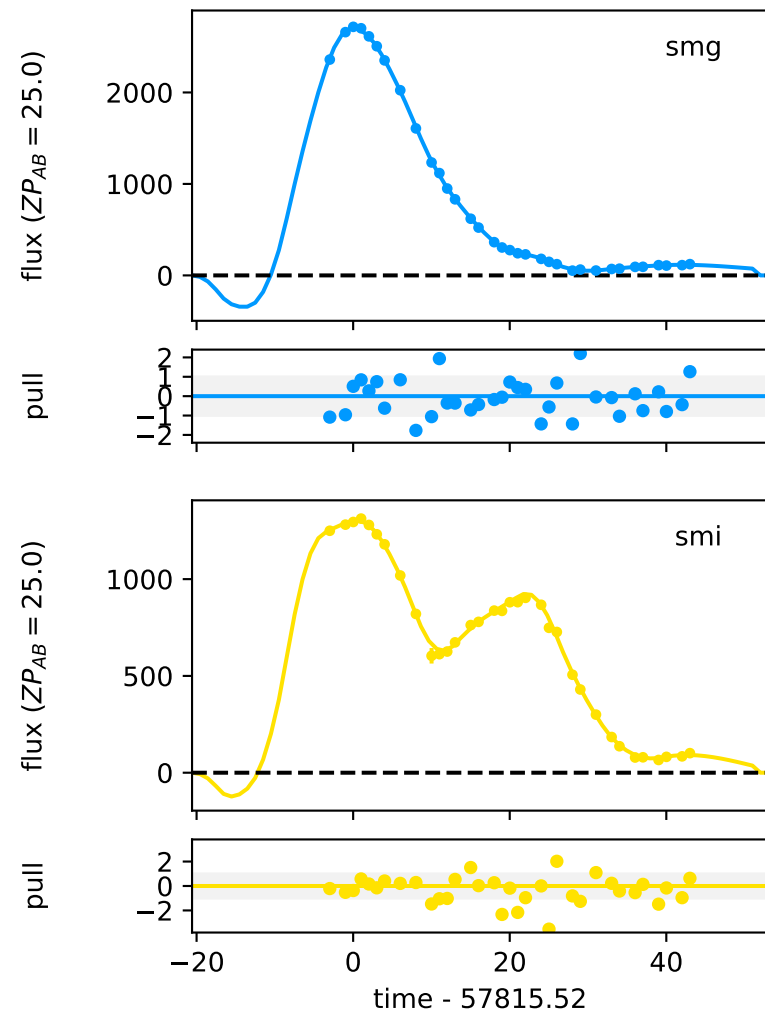 smg
flux (ZP_AB = 25.0)
2000
1000
0
pull
2
1
0
−1
−2
smi
flux (ZP_AB = 25.0)
1000
500
0
pull
2
0
−2
−20 0 20 40
time - 57815.52